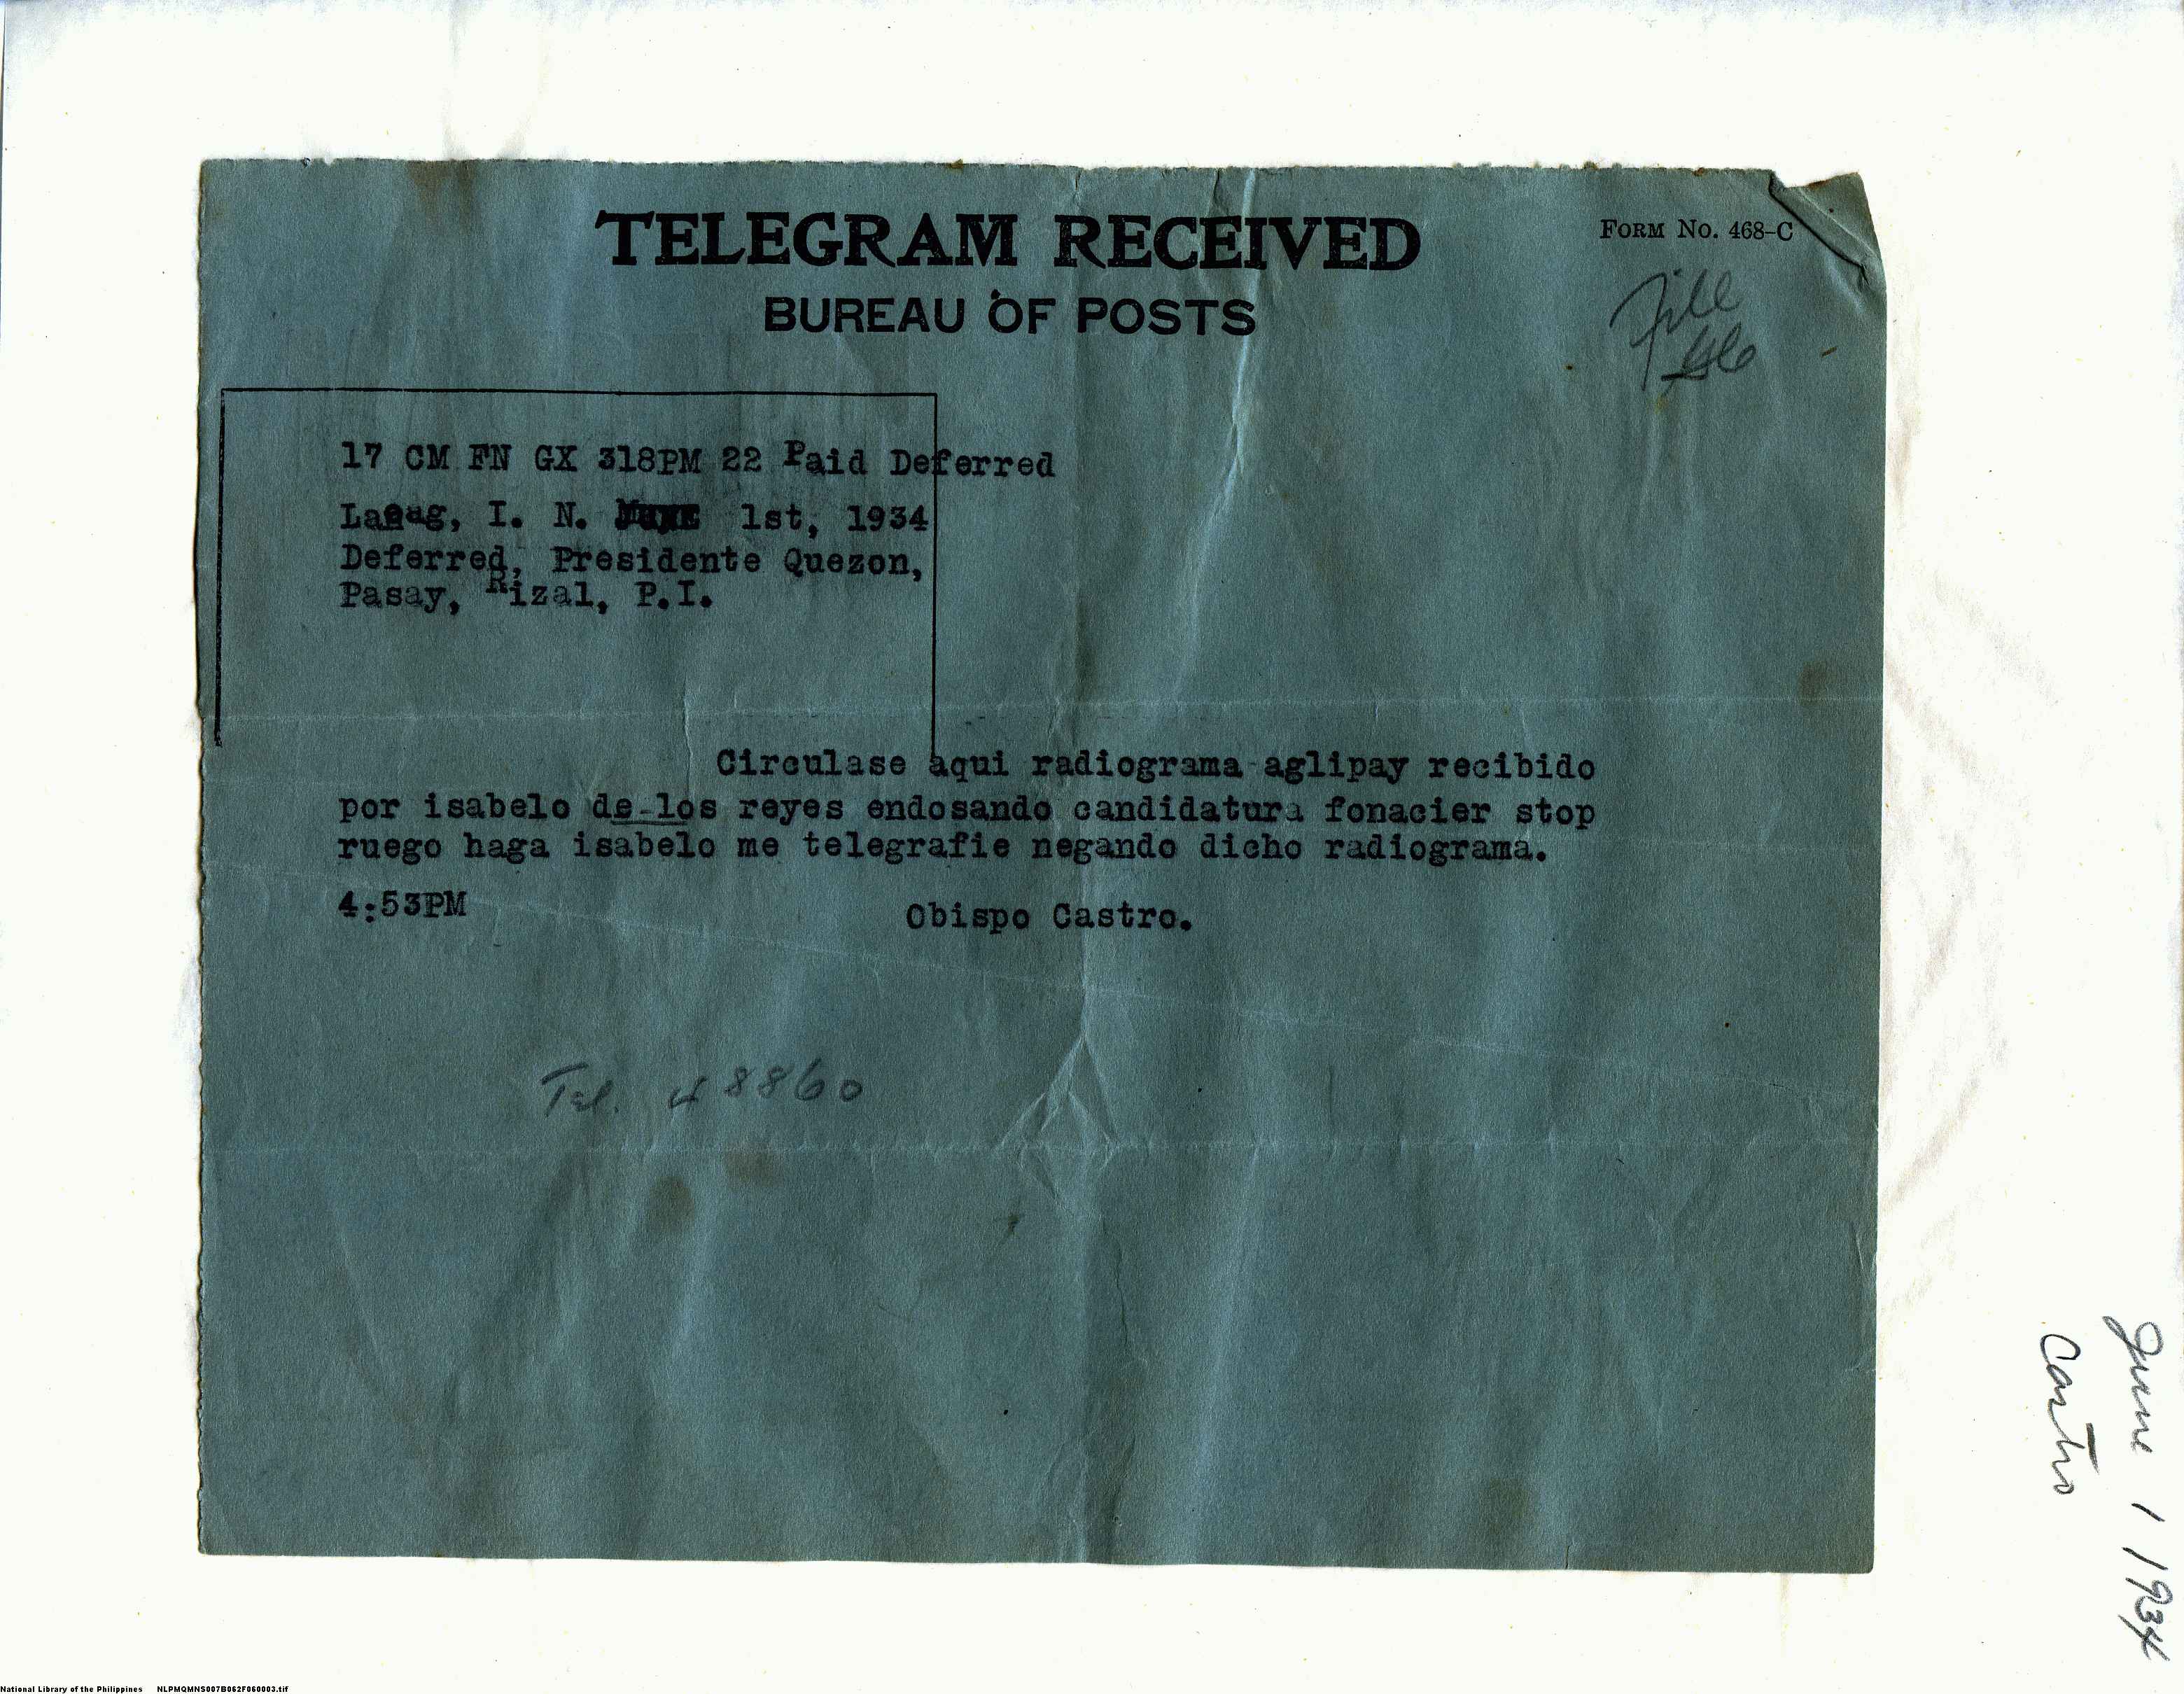 TELEGRAM RECEIVED
FORM No. 468-C
BUREAU OF POSTS
File
17 CM FN GX 318PM 22 Paid Deferred
Laoag, I. N. 1st, 1934
Deferred, Presidente Quezon,
Pasay, Rizal, P.I.
Circulase aqui radiograma aglipay recibido
por isabelo de los reyes endosando candidatura fonacier stop
ruego haga isabelo me telegrafie negando dicho radiograma.
4:53PM
Obispo Castro.
Tel. 48860
June 1 1934
Castro
National Library of the Philippines NLPMQMNS007B062F060003.tif